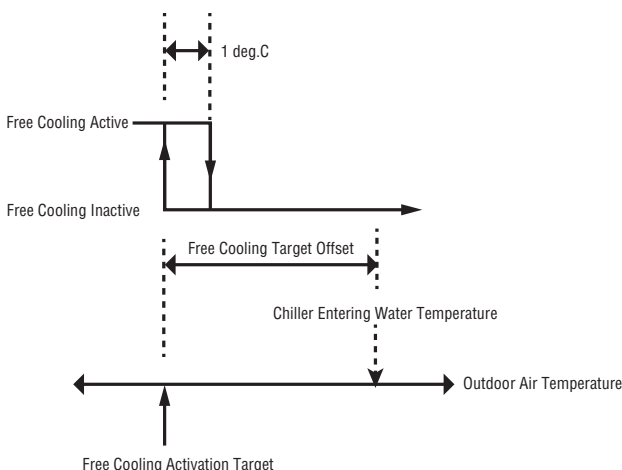 1 deg.C
Free Cooling Active
Free Cooling Inactive
Free Cooling Target Offset
Chiller Entering Water Temperature
Outdoor Air Temperature
Free Cooling Activation Target